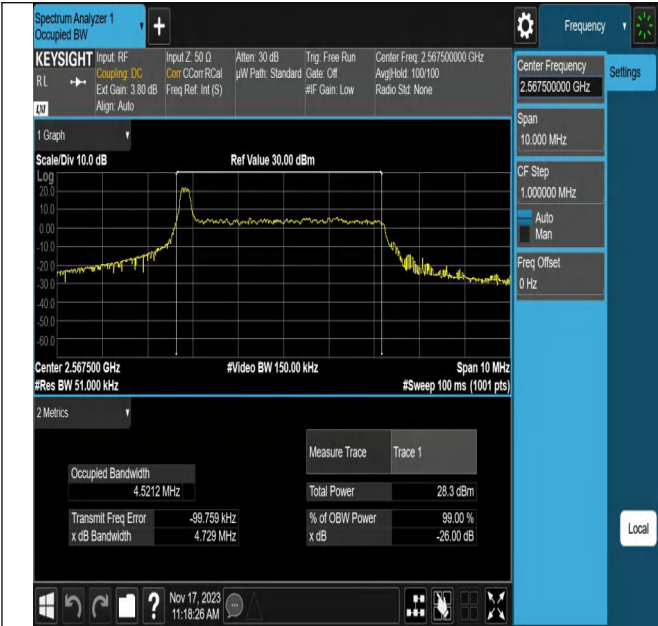 Spectrum Analyzer 1
Occupied BW
+
Frequency
KEYSIGHT
RL
Input: RF
Coupling: DC
Ext Gain: 3.80 dB
Align: Auto
Input Z: 50 Ω
Corr CCorr RCal
Freq Ref: Int (S)
Atten: 30 dB
µW Path: Standard
Trig: Free Run
Gate: Off
#IF Gain: Low
Center Freq: 2.567500000 GHz
Avg|Hold: 100/100
Radio Std: None
Center Frequency
2.567500000 GHz
Settings
Span
10.000 MHz
CF Step
1.000000 MHz
Auto
Man
Freq Offset
0 Hz
Local
1 Graph
Scale/Div 10.0 dB
Ref Value 30.00 dBm
Log
20.0
10.0
0.00
-10.0
-20.0
-30.0
-40.0
-50.0
-60.0
Center 2.567500 GHz
#Video BW 150.00 kHz
Span 10 MHz
#Res BW 51.000 kHz
#Sweep 100 ms (1001 pts)
2 Metrics
Measure Trace
Trace 1
Occupied Bandwidth
4.5212 MHz
Total Power
28.3 dBm
Transmit Freq Error
-99.759 kHz
% of OBW Power
99.00 %
x dB Bandwidth
4.729 MHz
x dB
-26.00 dB
?
Nov 17, 2023
11:18:26 AM